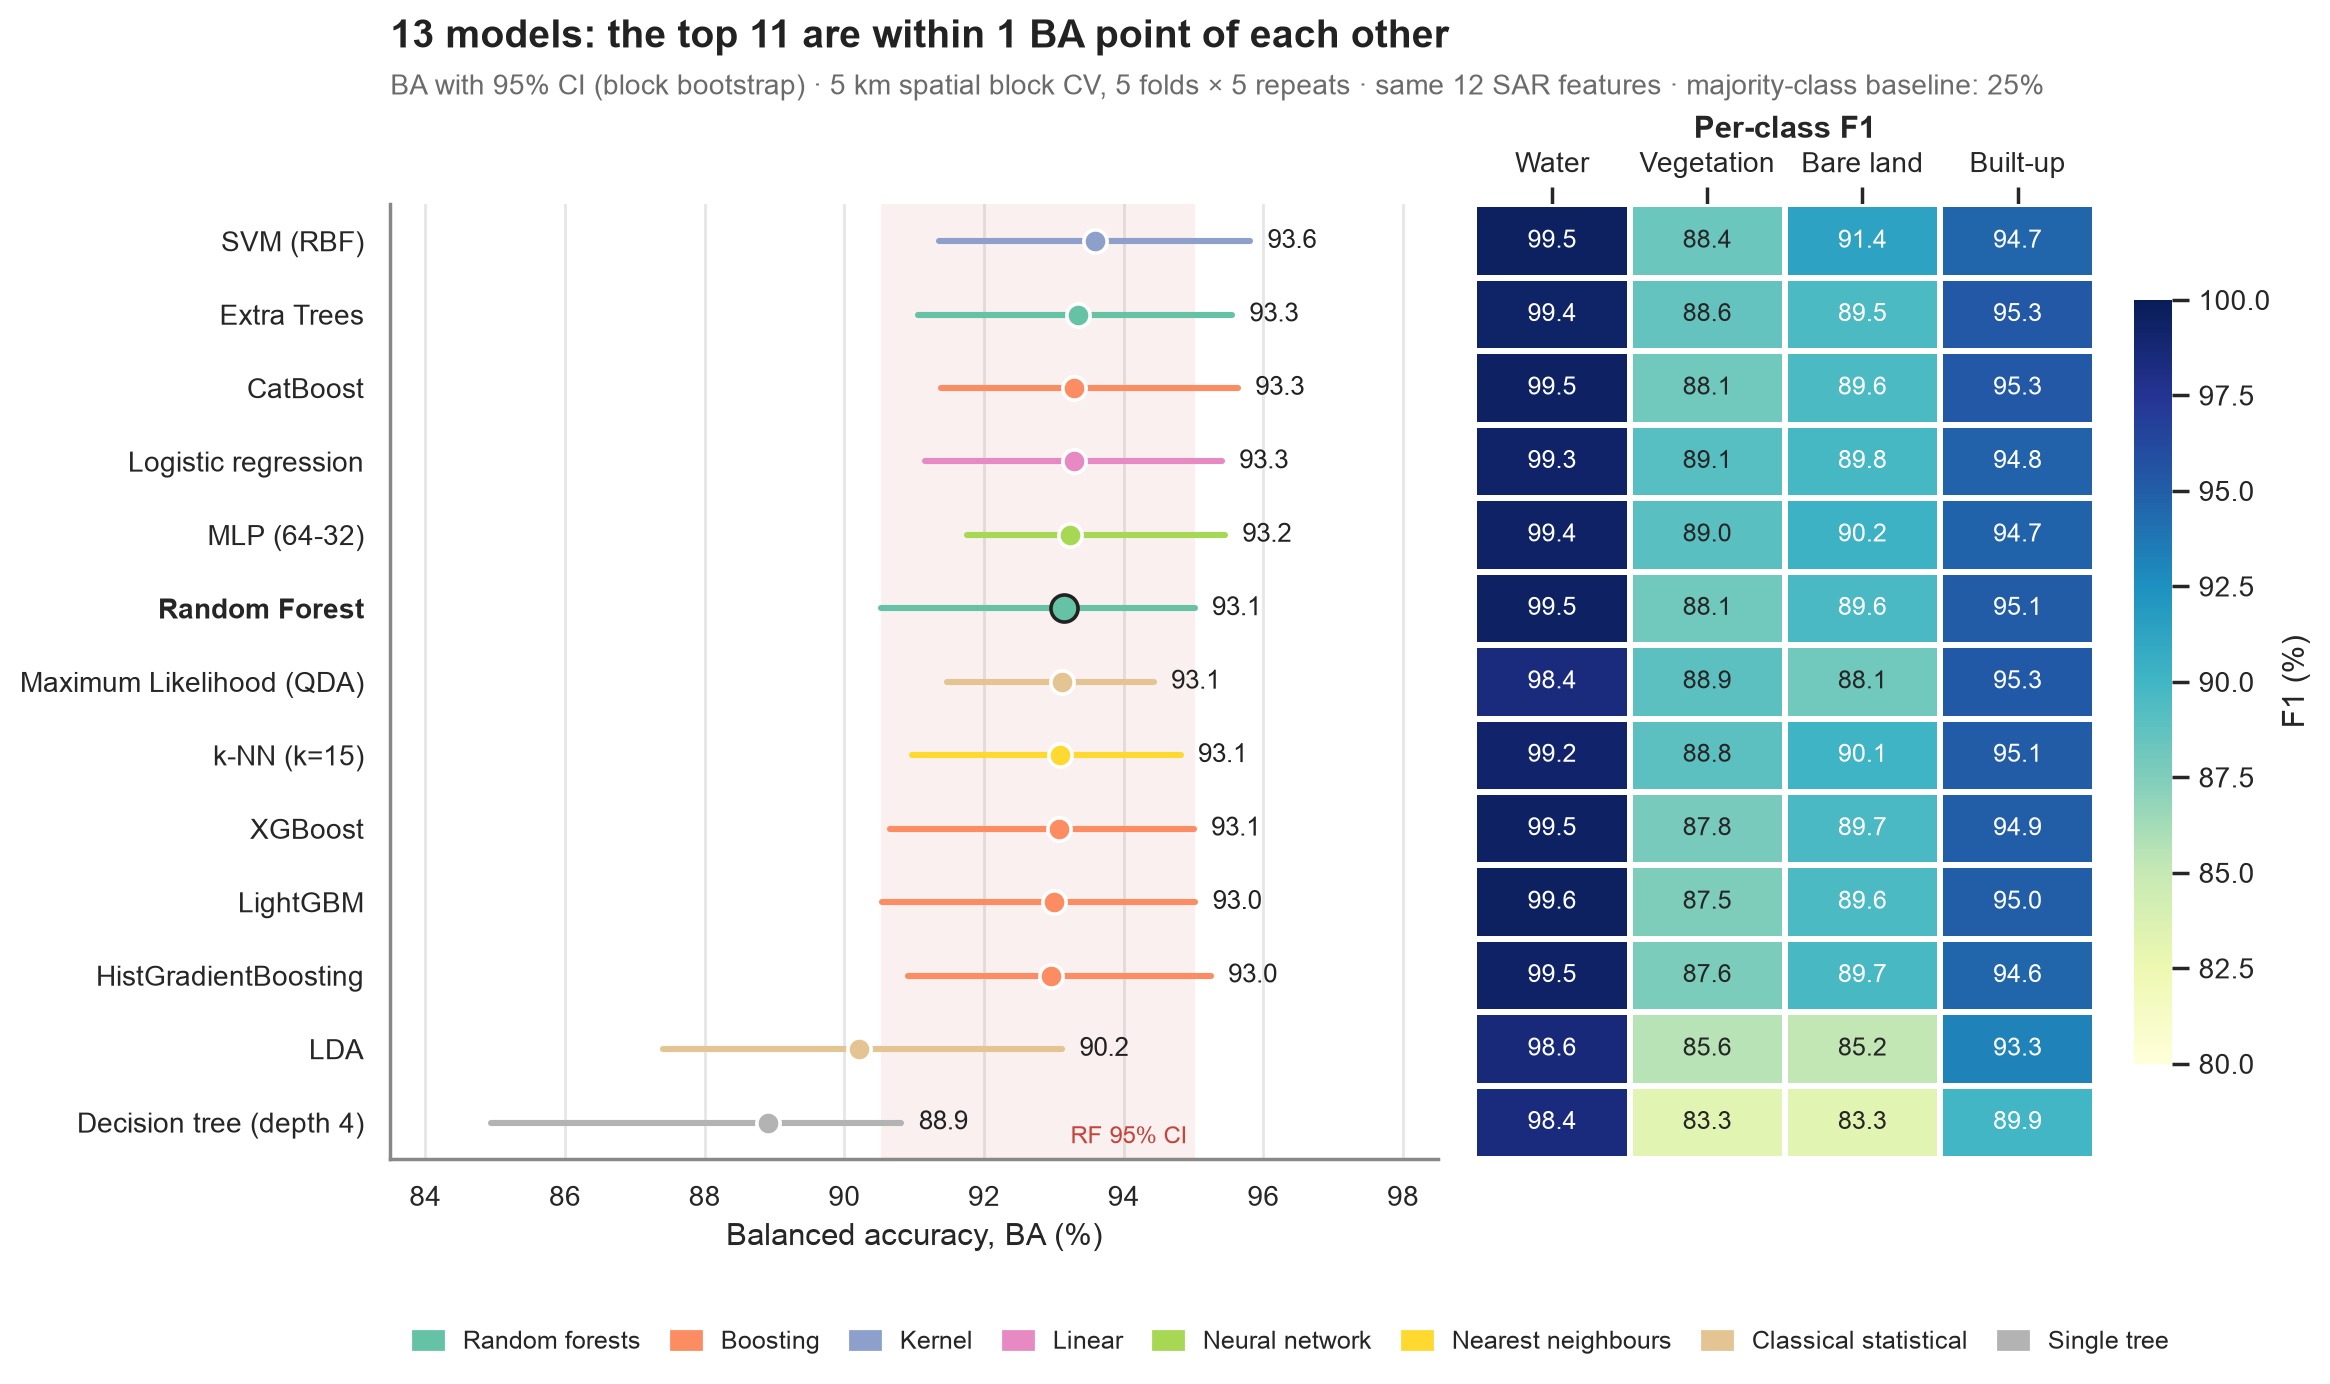 13 models: the top 11 are within 1 BA point of each other
BA with 95% CI (block bootstrap) · 5 km spatial block CV, 5 folds × 5 repeats · same 12 SAR features · majority-class baseline: 25%
Per-class F1
Water Vegetation Bare land Built-up
SVM (RBF) 93.6 99.5 88.4 91.4 94.7
Extra Trees 93.3 99.4 88.6 89.5 95.3
CatBoost 93.3 99.5 88.1 89.6 95.3
Logistic regression 93.3 99.3 89.1 89.8 94.8
MLP (64-32) 93.2 99.4 89.0 90.2 94.7
Random Forest 93.1 99.5 88.1 89.6 95.1
Maximum Likelihood (QDA) 93.1 98.4 88.9 88.1 95.3
k-NN (k=15) 93.1 99.2 88.8 90.1 95.1
XGBoost 93.1 99.5 87.8 89.7 94.9
LightGBM 93.0 99.6 87.5 89.6 95.0
HistGradientBoosting 93.0 99.5 87.6 89.7 94.6
LDA 90.2 98.6 85.6 85.2 93.3
Decision tree (depth 4) 88.9 98.4 83.3 83.3 89.9
RF 95% CI
84 86 88 90 92 94 96 98
Balanced accuracy, BA (%)
100.0
97.5
95.0
92.5
90.0
87.5
85.0
82.5
80.0
F1 (%)
Random forests Boosting Kernel Linear Neural network Nearest neighbours Classical statistical Single tree